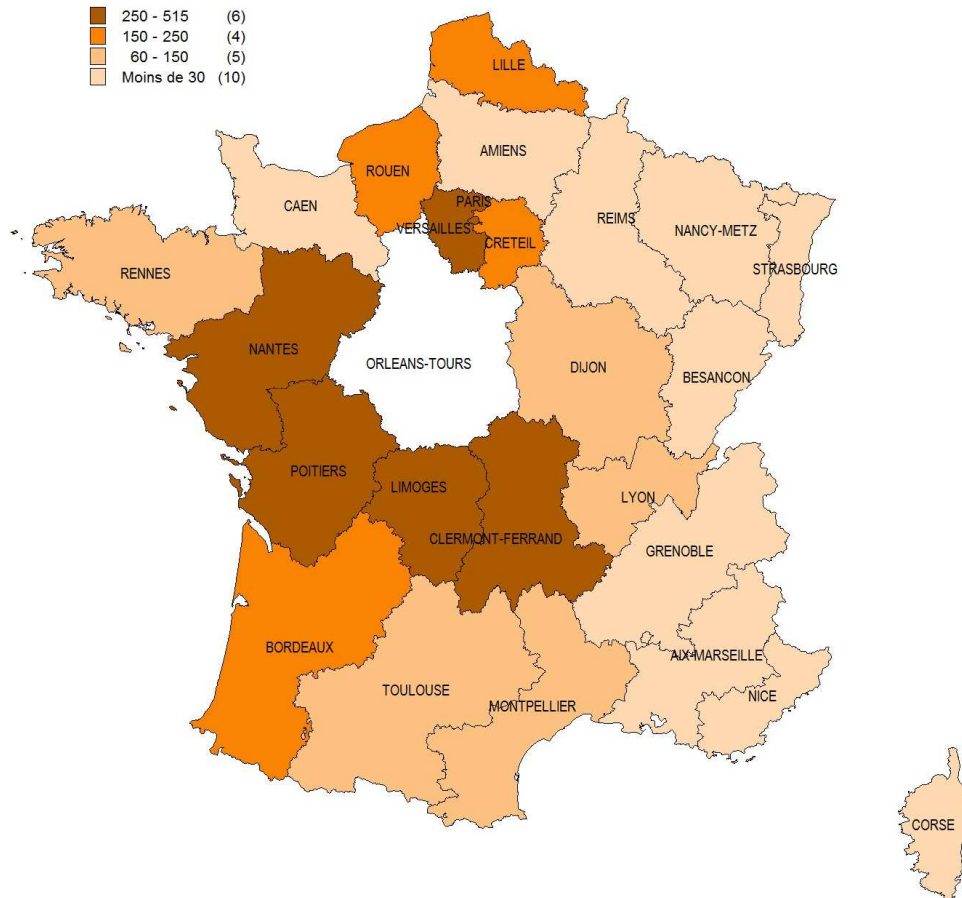 250 - 515 (6)
150 - 250 (4)
60 - 150 (5)
Moins de 30 (10)
LILLE
AMIENS
ROUEN
PARIS
CAEN
REIMS
VERSAILLES
NANCY-METZ
CRETEIL
STRASBOURG
RENNES
NANTES
ORLEANS-TOURS
DIJON
BESANCON
POITIERS
LIMOGES
LYON
CLERMONT-FERRAND
GRENOBLE
BORDEAUX
AIX-MARSEILLE
TOULOUSE
NICE
MONTPELLIER
CORSE